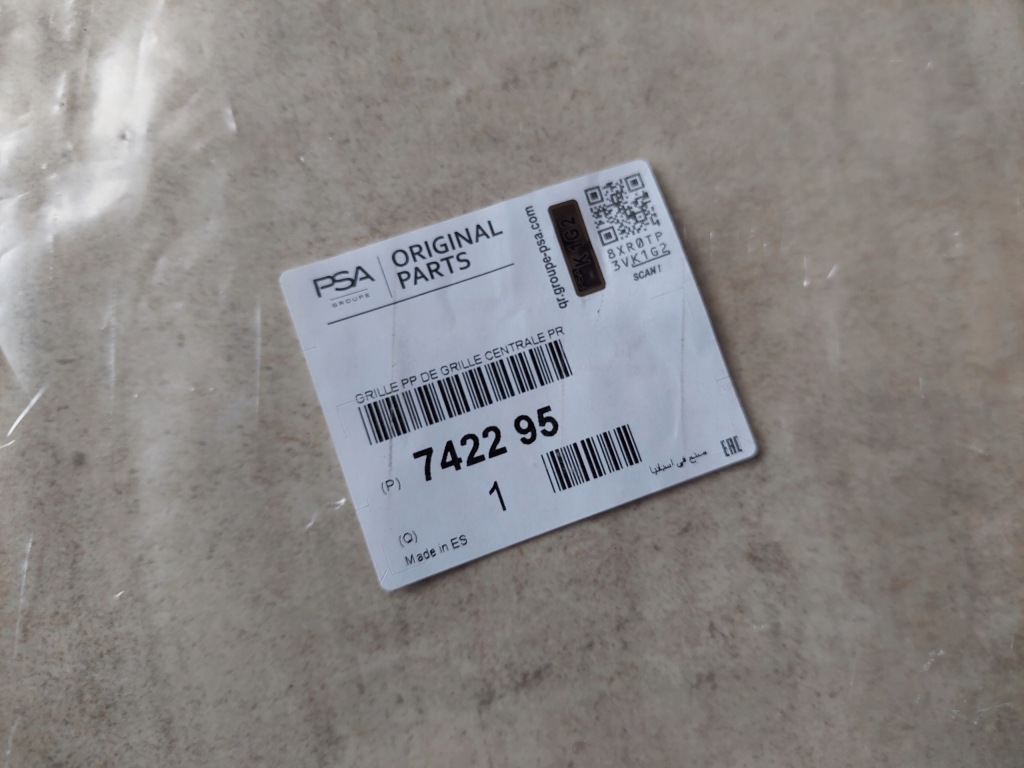 PSA
GROUPE
ORIGINAL
PARTS
qr.groupe-psa.com
8XR0TP
3VK1G2
SCAN!
GRILLE PP DE GRILLE CENTRALE PR
(P) 7422 95
(Q) 1
Made in ES
صنع في اسبانيا
EAC